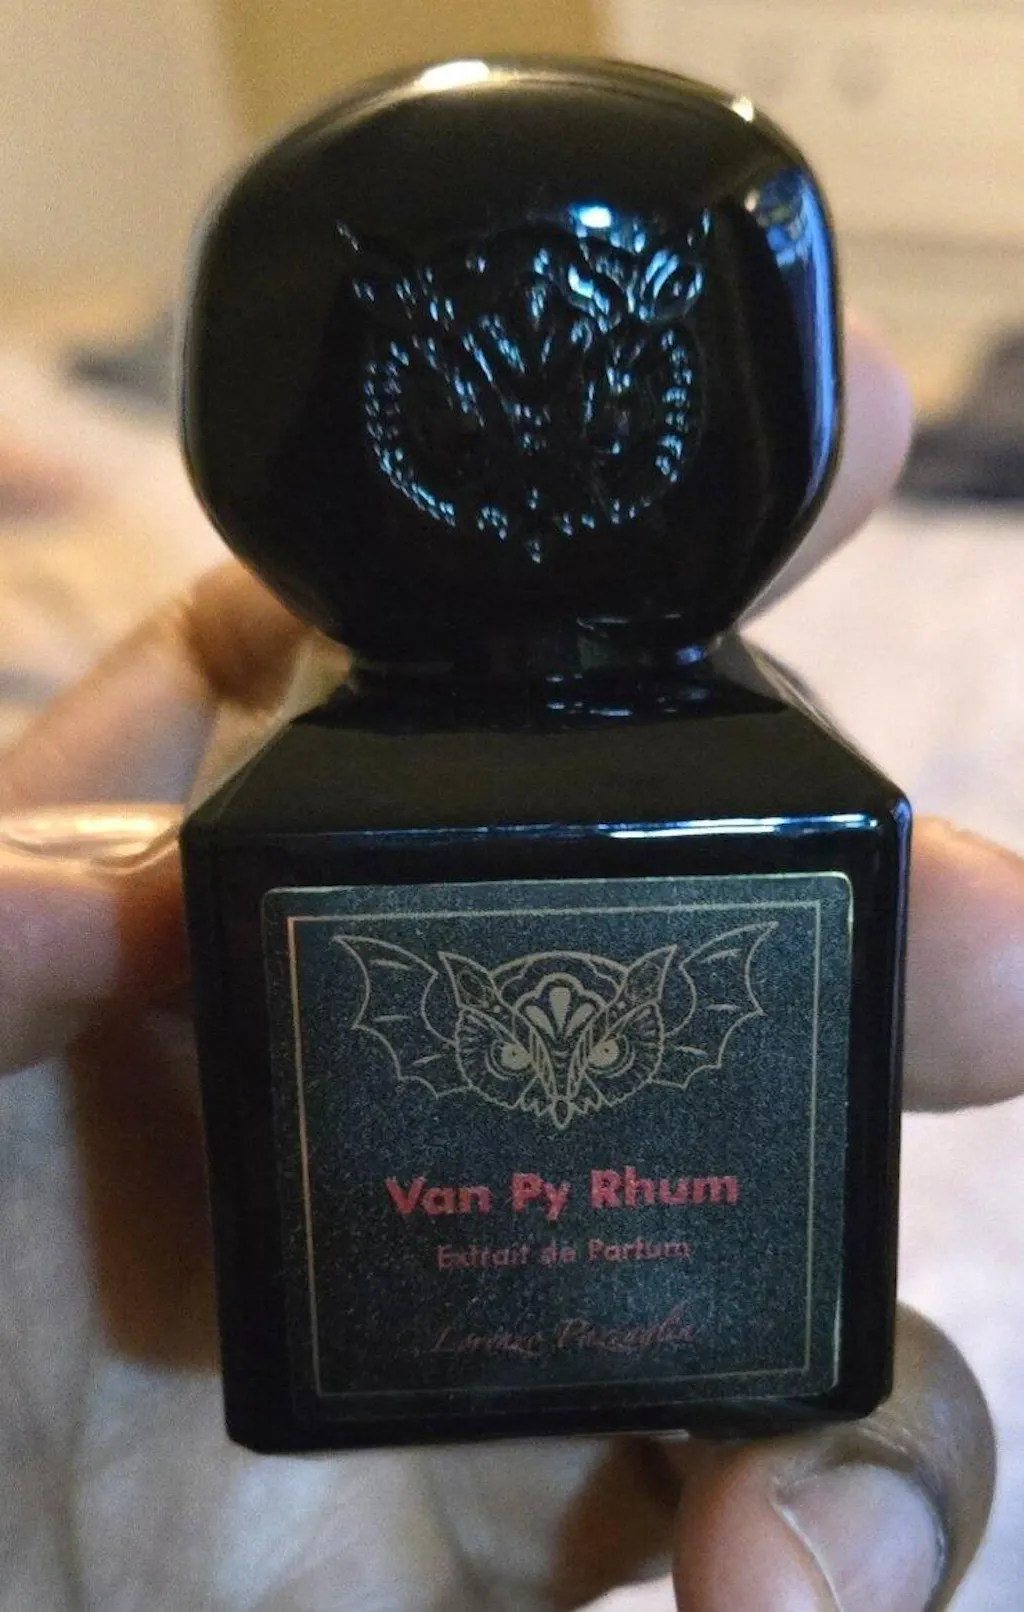 Van Py Rhum
Extrait de Parfum
Lorenzo Pazzaglia